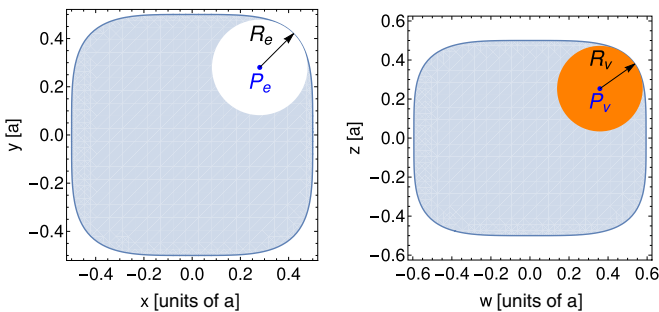 0.4
0.2
0.0
−0.2
−0.4
y [a]
R_e
P_e
−0.4 −0.2 0.0 0.2 0.4
x [units of a]
0.6
0.4
0.2
0.0
−0.2
−0.4
−0.6
z [a]
R_v
P_v
−0.6 −0.4 −0.2 0.0 0.2 0.4 0.6
w [units of a]